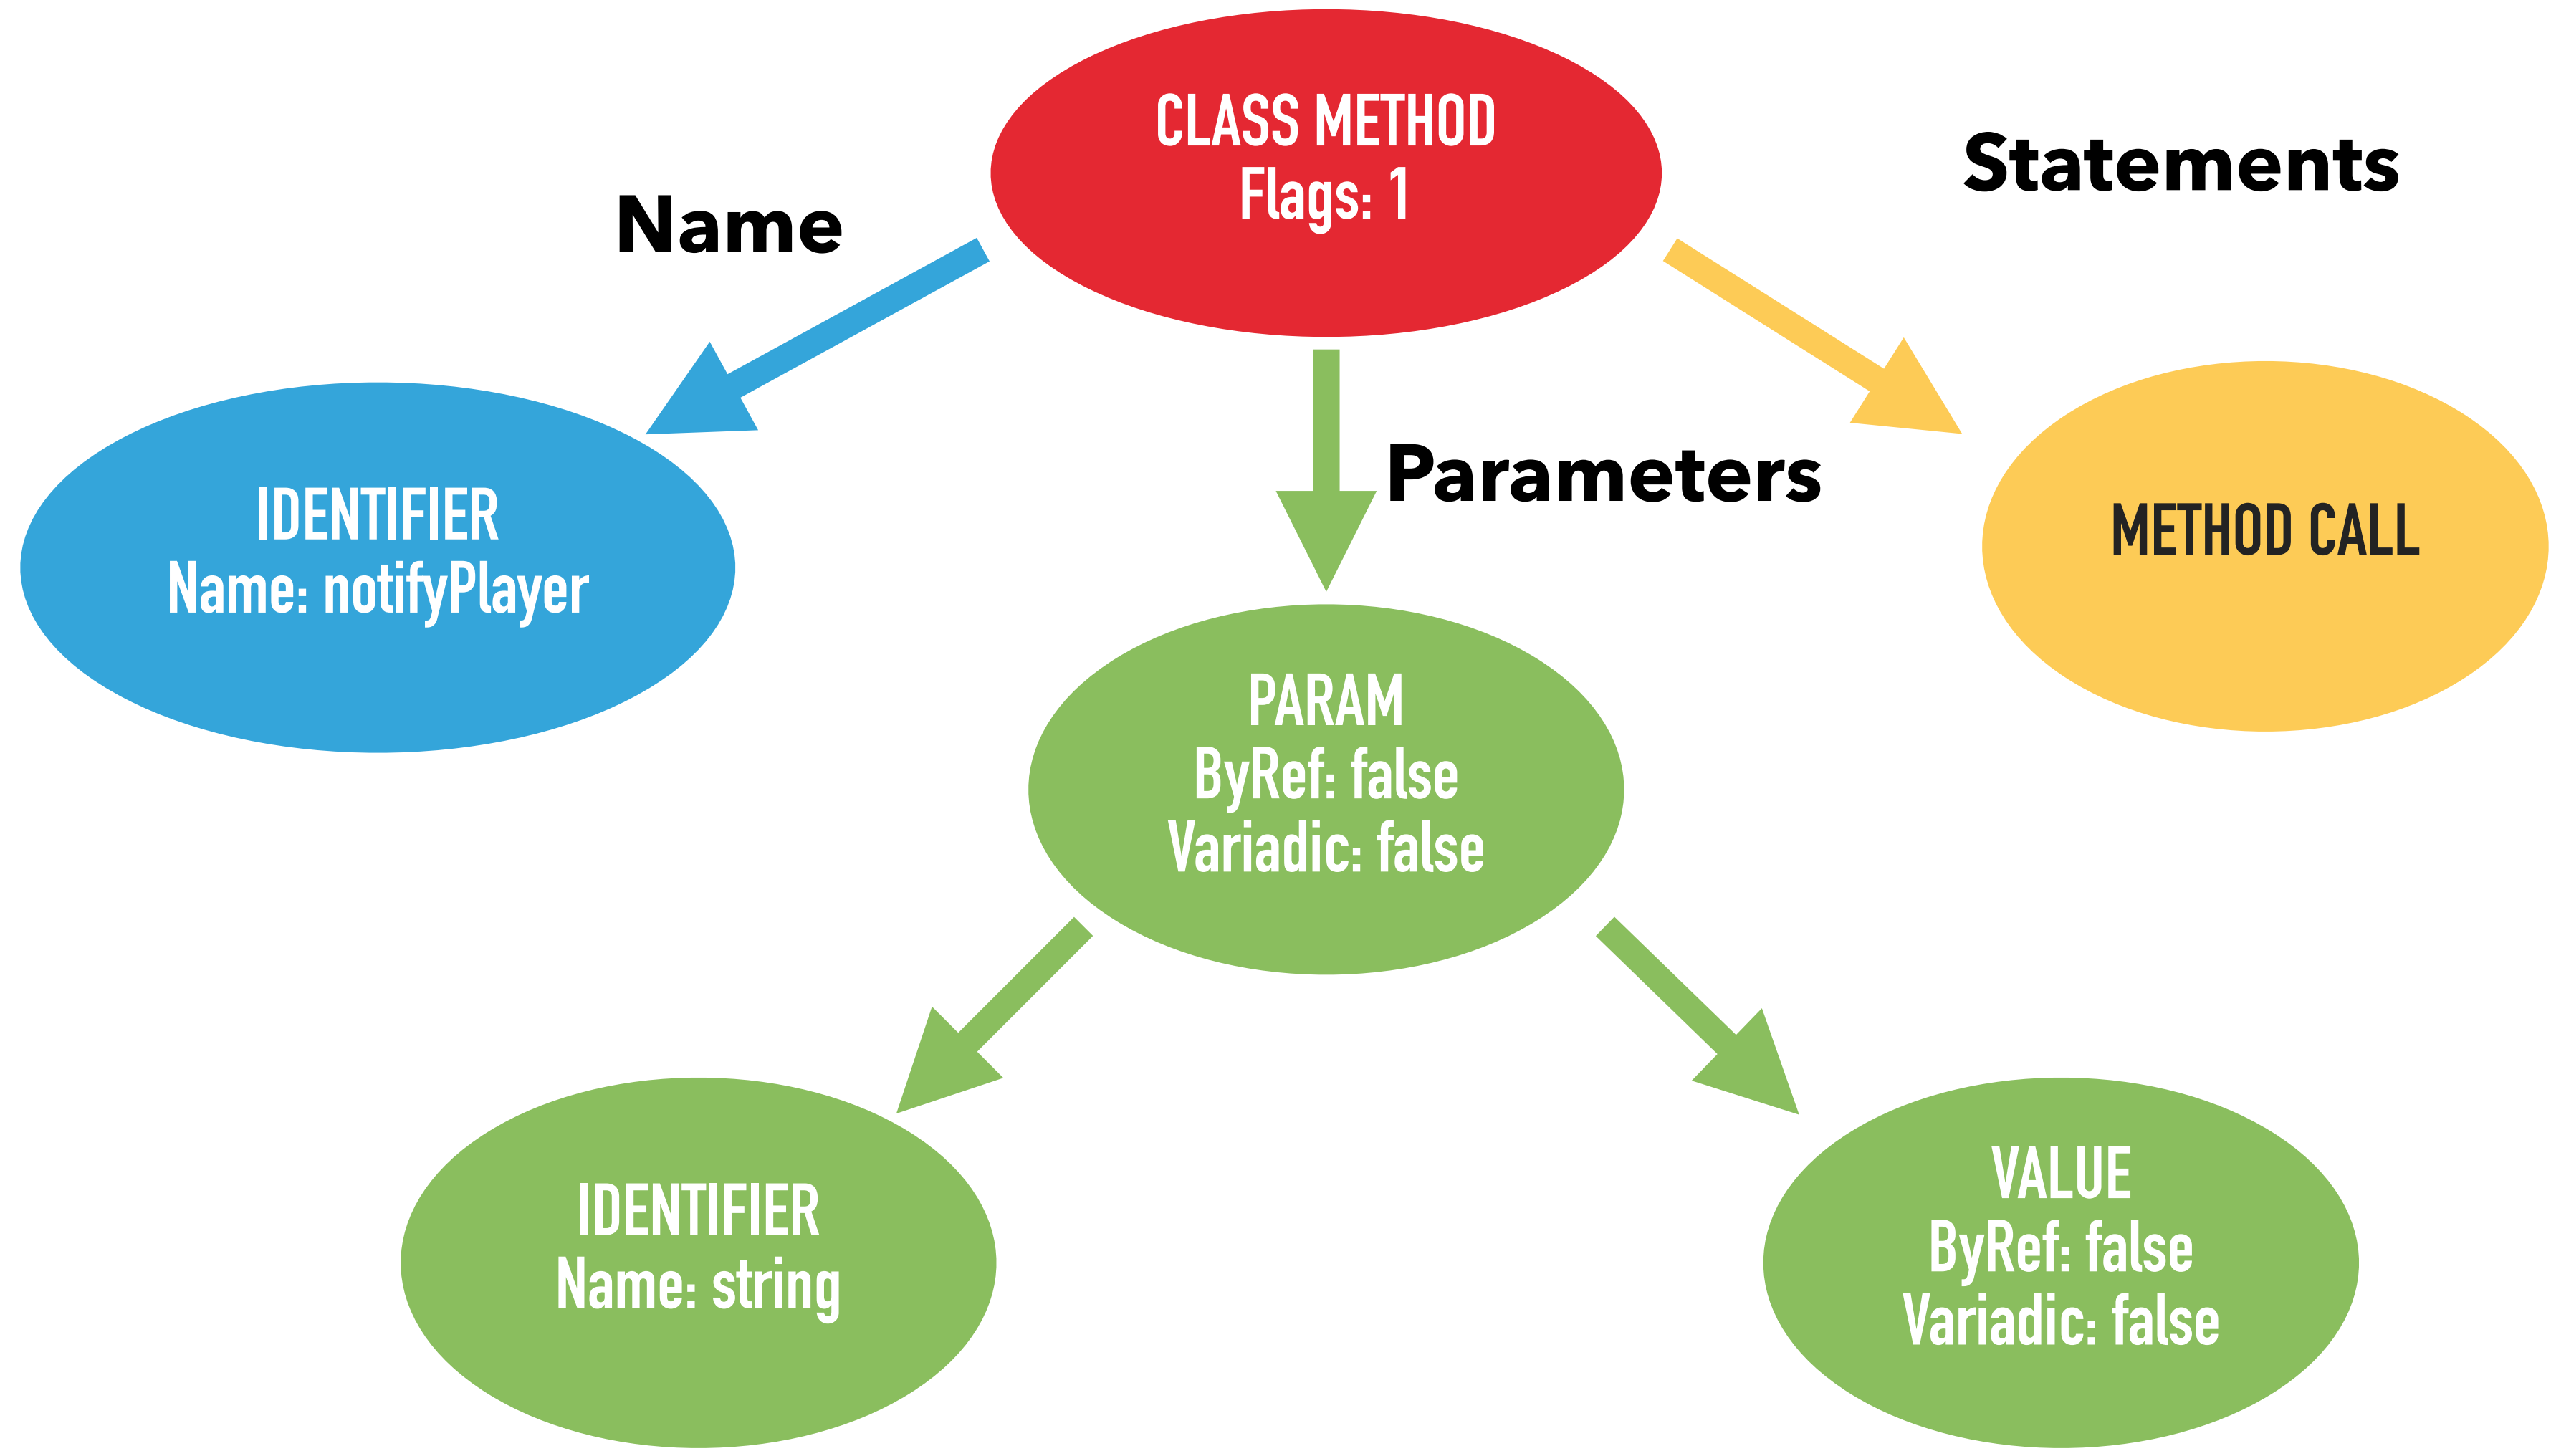 CLASS METHOD
Flags: 1
Name
Statements
IDENTIFIER
Name: notifyPlayer
Parameters
METHOD CALL
PARAM
ByRef: false
Variadic: false
IDENTIFIER
Name: string
VALUE
ByRef: false
Variadic: false